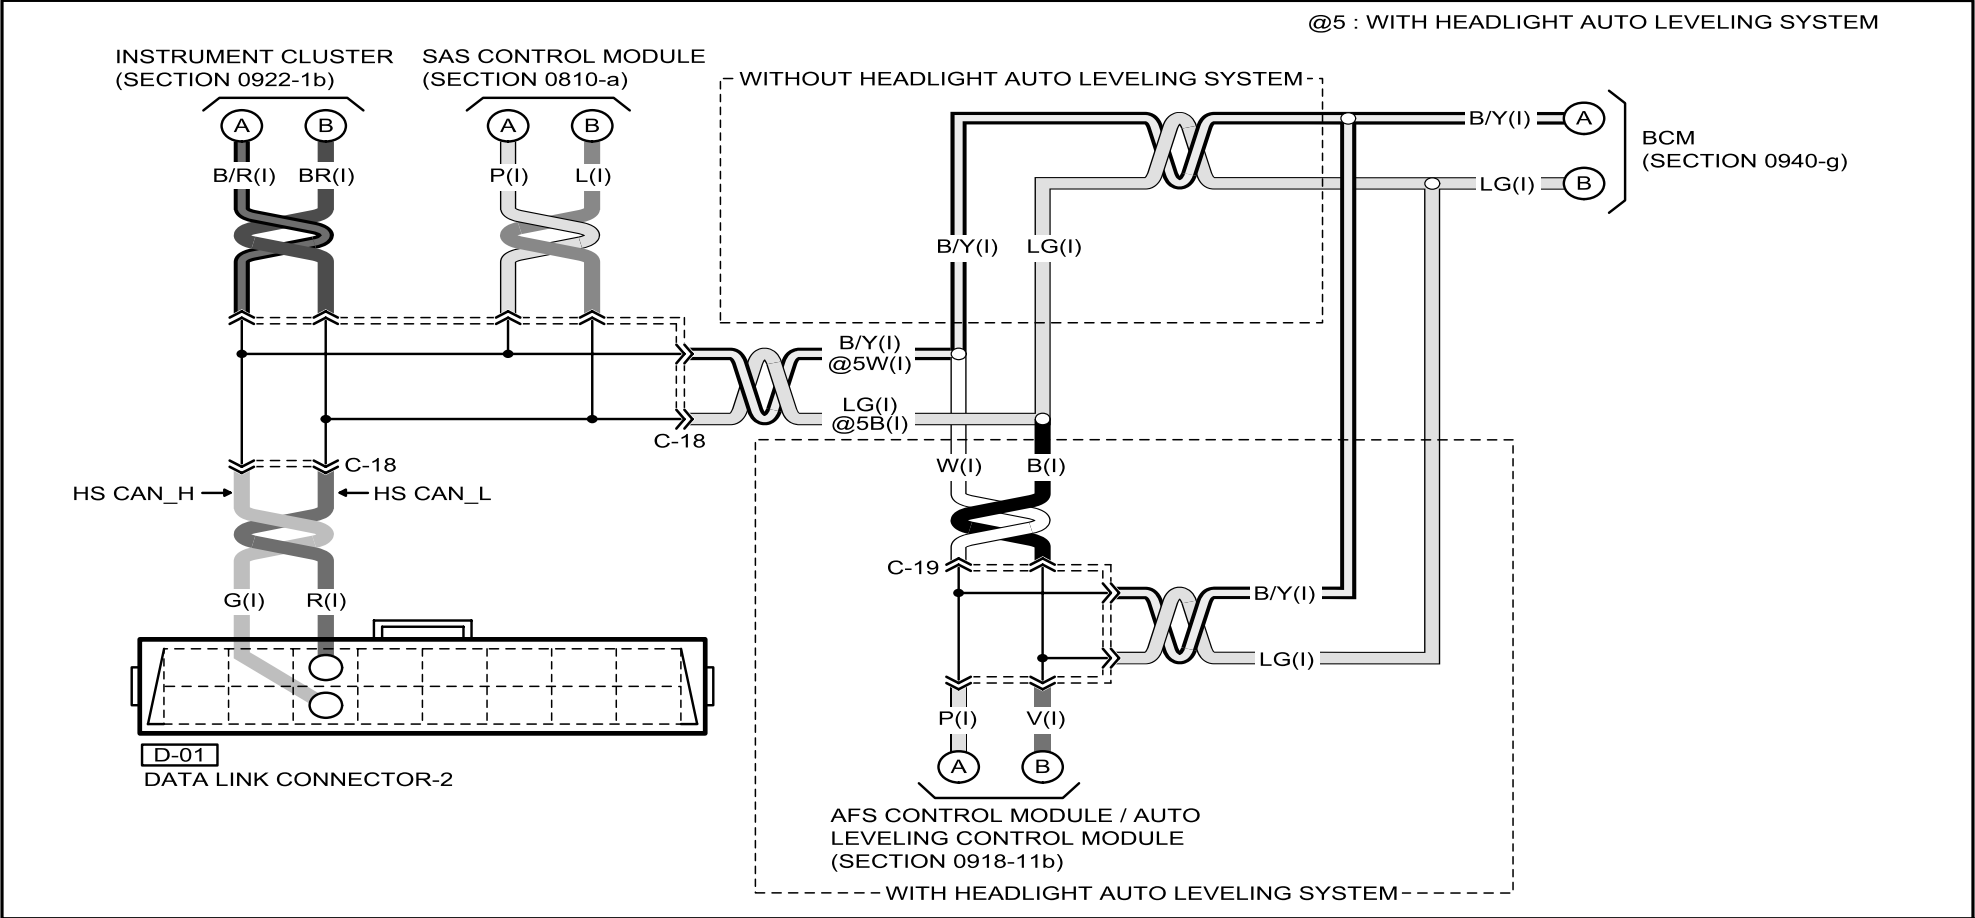 @5 : WITH HEADLIGHT AUTO LEVELING SYSTEM
INSTRUMENT CLUSTER
(SECTION 0922-1b)
SAS CONTROL MODULE
(SECTION 0810-a)
WITHOUT HEADLIGHT AUTO LEVELING SYSTEM
A
B
A
B
B/R(I)
BR(I)
P(I)
L(I)
B/Y(I)
A
LG(I)
B
BCM
(SECTION 0940-g)
B/Y(I)
LG(I)
B/Y(I)
@5W(I)
LG(I)
@5B(I)
C-18
C-18
HS CAN_H
HS CAN_L
W(I)
B(I)
C-19
G(I)
R(I)
B/Y(I)
LG(I)
P(I)
V(I)
A
B
D-01
DATA LINK CONNECTOR-2
AFS CONTROL MODULE / AUTO
LEVELING CONTROL MODULE
(SECTION 0918-11b)
WITH HEADLIGHT AUTO LEVELING SYSTEM